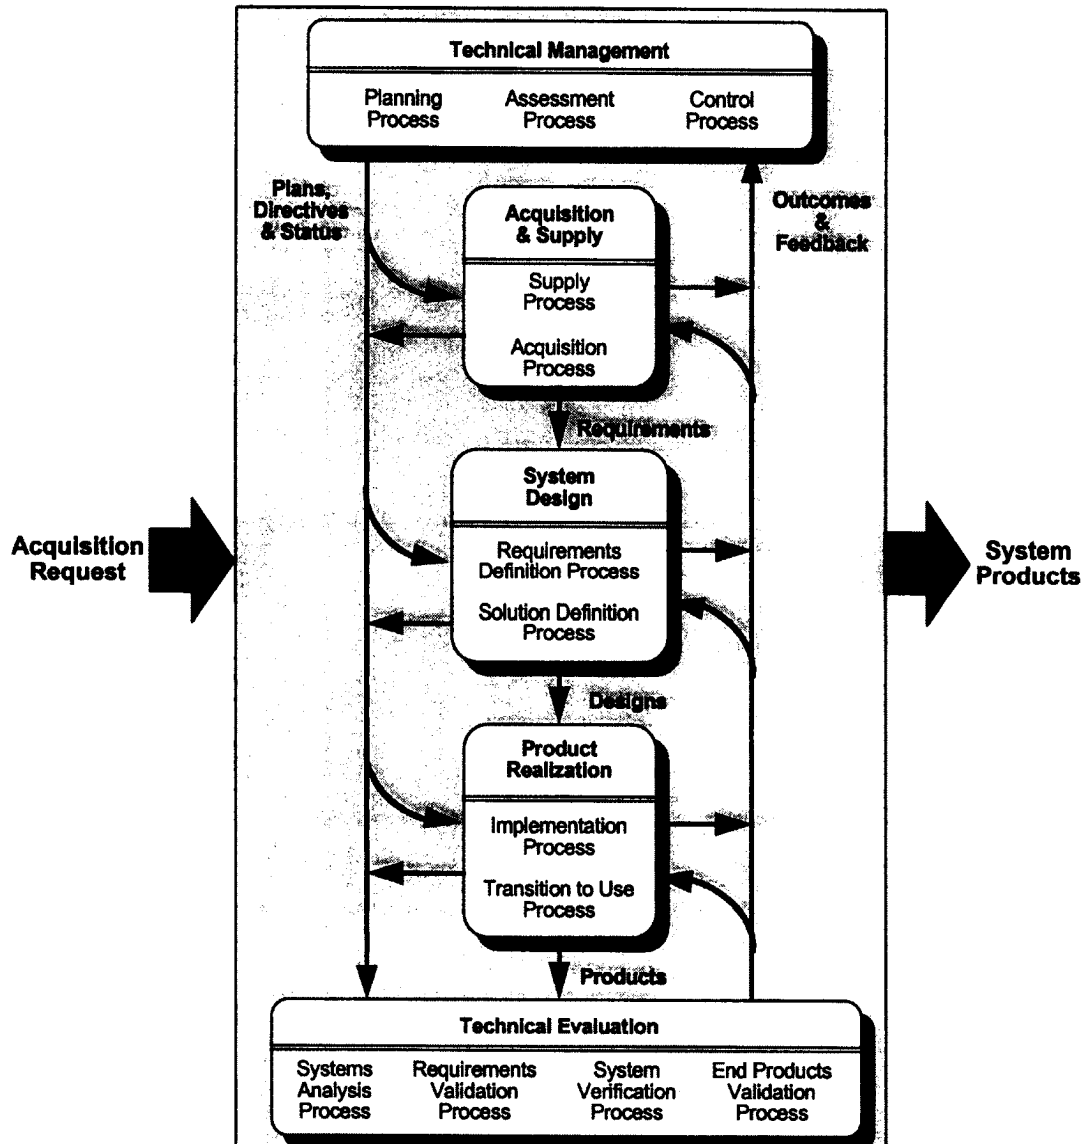 Technical Management
Planning
Process
Assessment
Process
Control
Process
Plans,
Directives
& Status
Acquisition
& Supply
Supply
Process
Acquisition
Process
Outcomes
&
Feedback
Requirements
System
Design
Requirements
Definition Process
Solution Definition
Process
Acquisition
Request
System
Products
Designs
Product
Realization
Implementation
Process
Transition to Use
Process
Products
Technical Evaluation
Systems
Analysis
Process
Requirements
Validation
Process
System
Verification
Process
End Products
Validation
Process